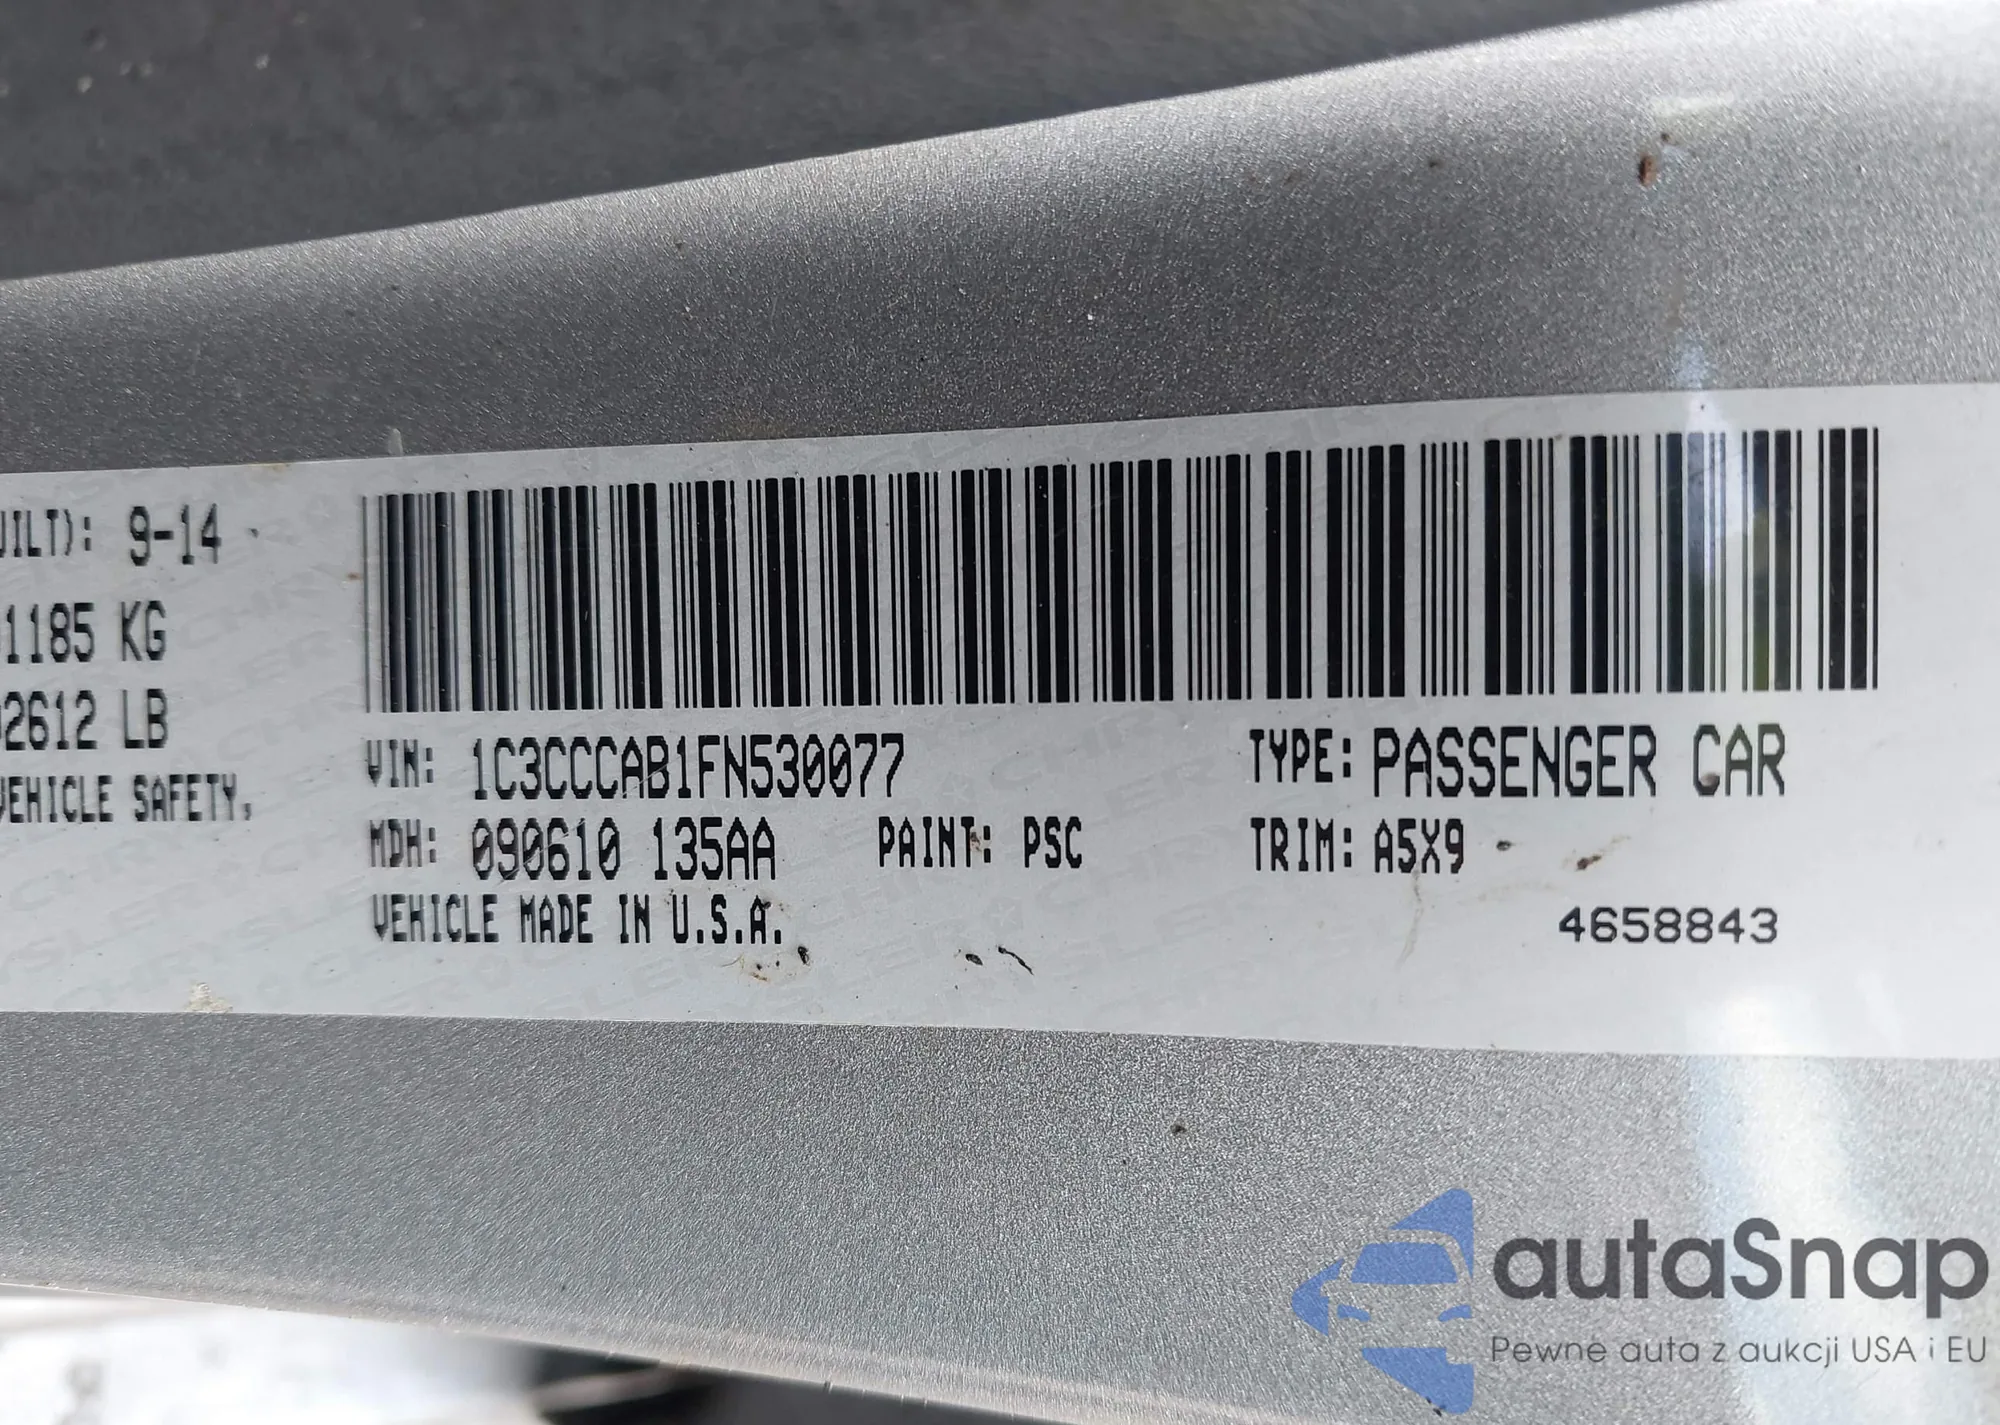 UILT): 9-14
1185 KG
2612 LB
VEHICLE SAFETY,
VIN: 1C3CCCAB1FN530077
TYPE: PASSENGER CAR
MDH: 090610 135AA
PAINT: PSC
TRIM: A5X9
VEHICLE MADE IN U.S.A.
4658843
autaSnap
Pewne auta z aukcji USA i EU